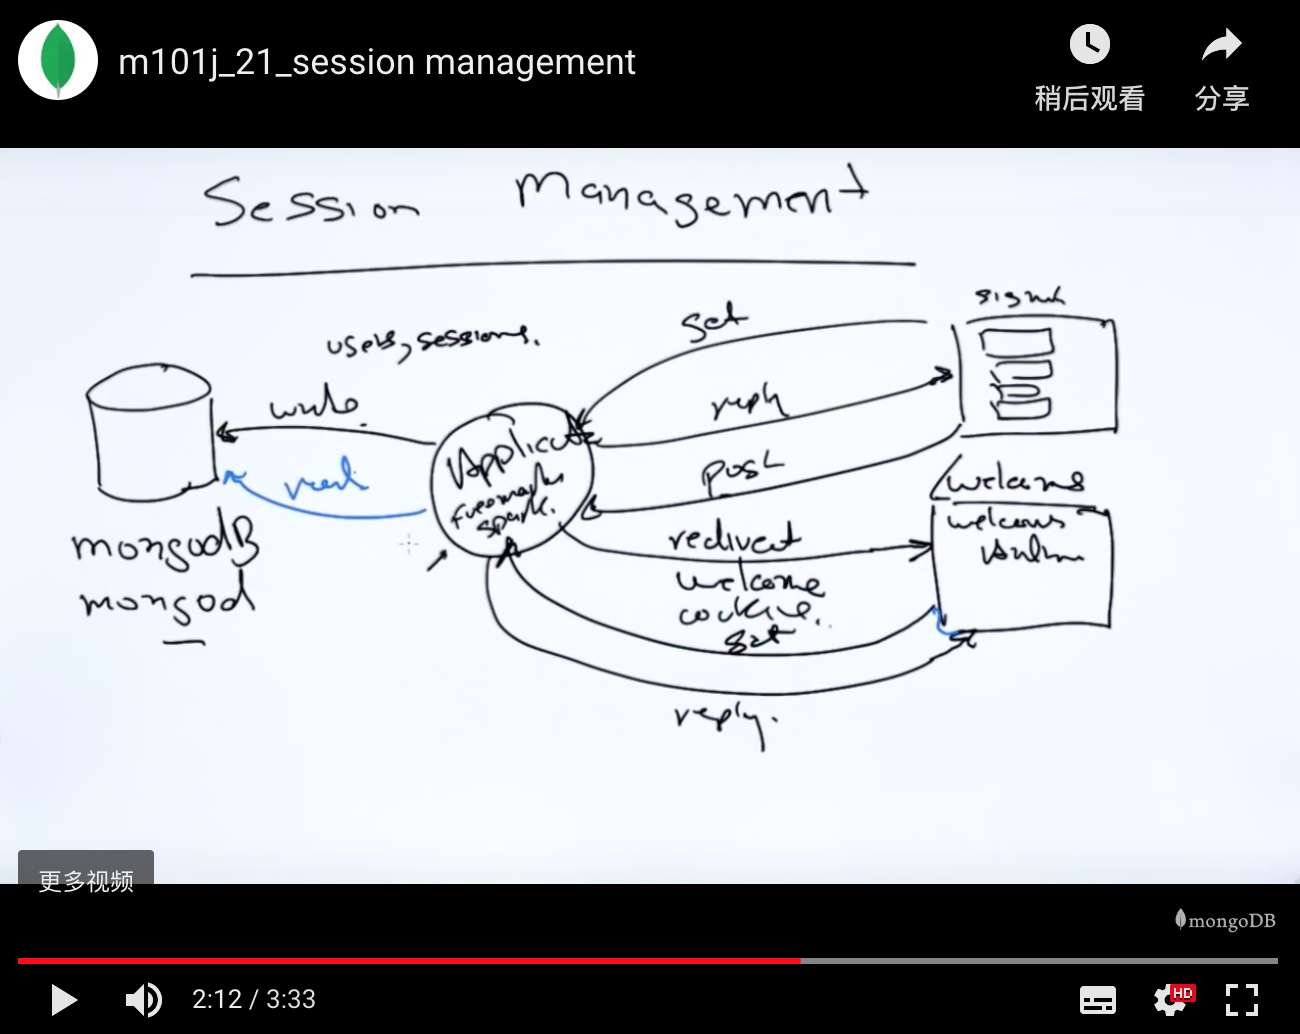 m101j_21_session management
稍后观看
分享
Session Management
signup
users, sessions.
get
write
reply
Application
freemarker
spark.
post
read
/welcome
welcome
Andrew
redirect
welcome
cookie..
get
mongodB
mongod
reply.
更多视频
mongoDB
2:12 / 3:33
HD